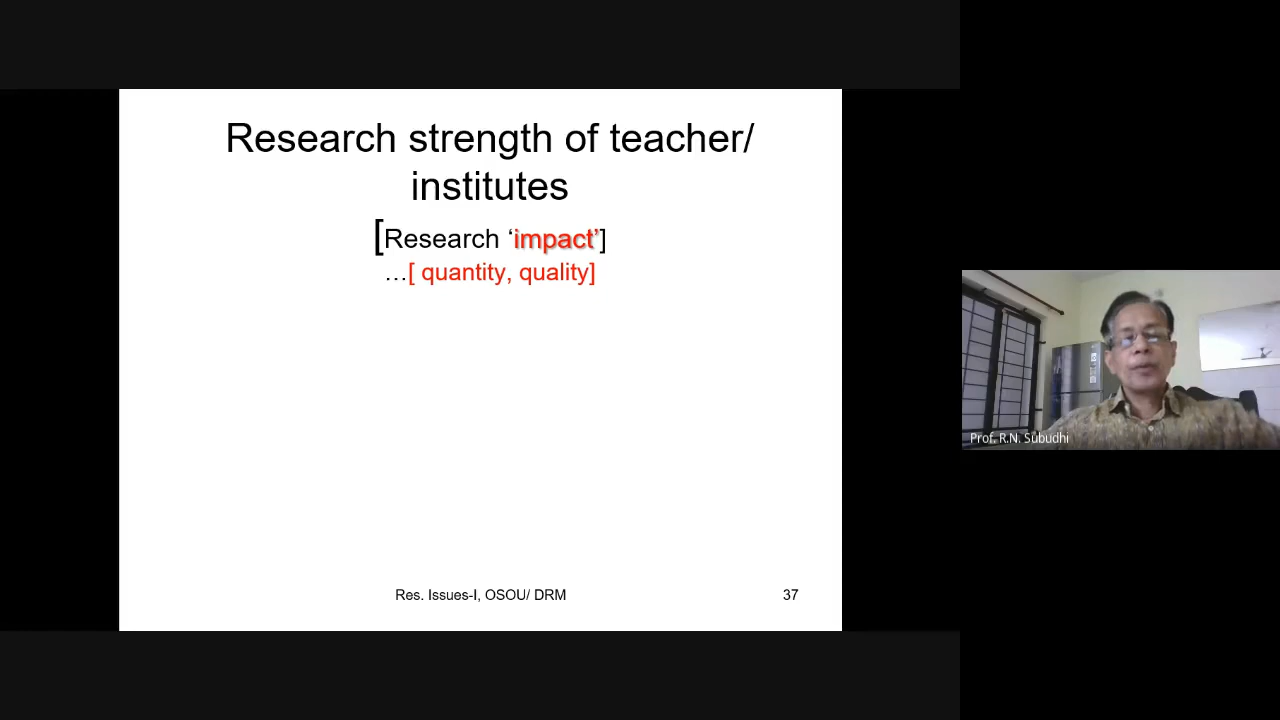 Research strength of teacher/
institutes
[Research ‘impact’]
…[ quantity, quality]
Res. Issues-I, OSOU/ DRM
37
Prof. R.N. Subudhi